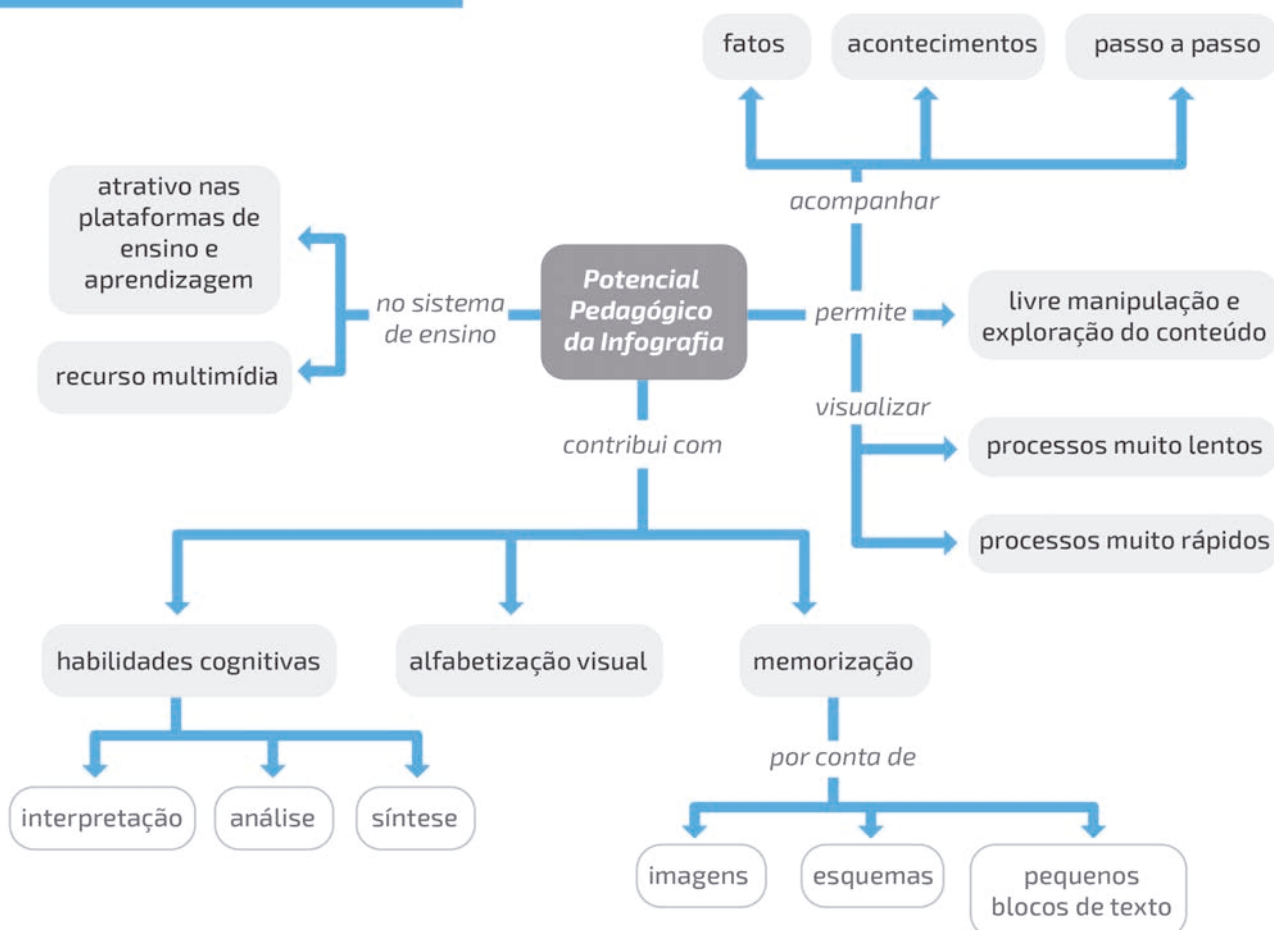 fatos
acontecimentos
passo a passo
acompanhar
atrativo nas
plataformas de
ensino e
aprendizagem
recurso multimídia
no sistema
de ensino
Potencial
Pedagógico
da Infografia
permite
livre manipulação e
exploração do conteúdo
visualizar
processos muito lentos
processos muito rápidos
contribui com
habilidades cognitivas
alfabetização visual
memorização
interpretação
análise
síntese
por conta de
imagens
esquemas
pequenos
blocos de texto